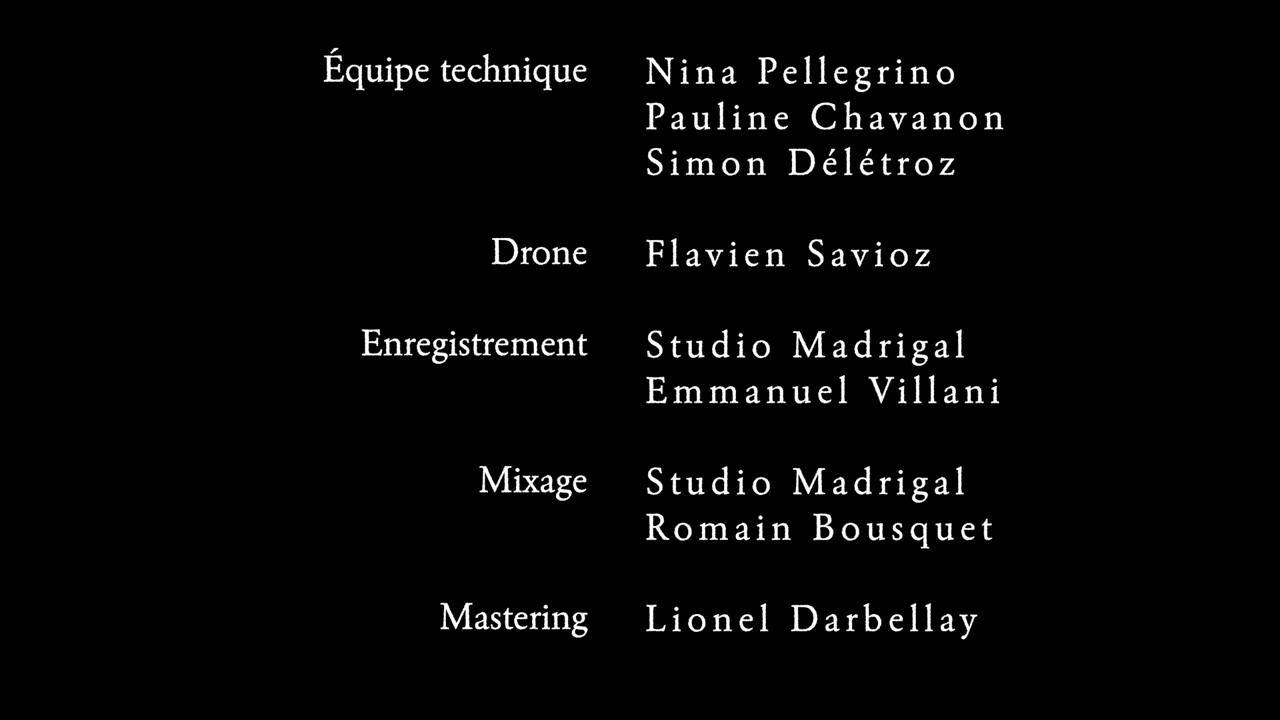 Équipe technique Nina Pellegrino
Pauline Chavanon
Simon Délétroz
Drone Flavien Savioz
Enregistrement Studio Madrigal
Emmanuel Villani
Mixage Studio Madrigal
Romain Bousquet
Mastering Lionel Darbellay